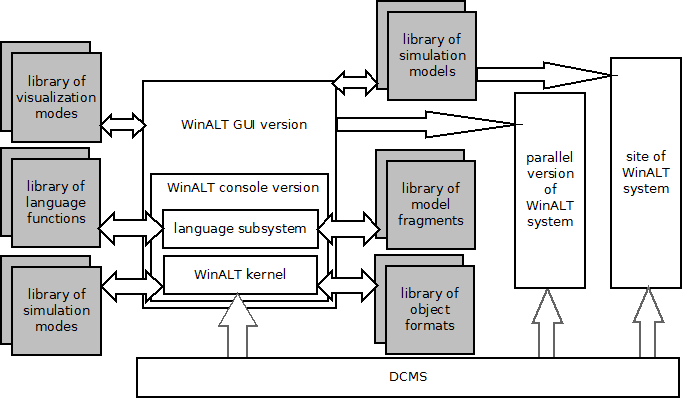 library of
simulation
models
library of
visualization
modes
WinALT GUI version
parallel
version
of
WinALT
system
site of
WinALT
system
library of
language
functions
WinALT console version
language subsystem
library of
model
fragments
library of
simulation
modes
WinALT kernel
library of
object
formats
DCMS